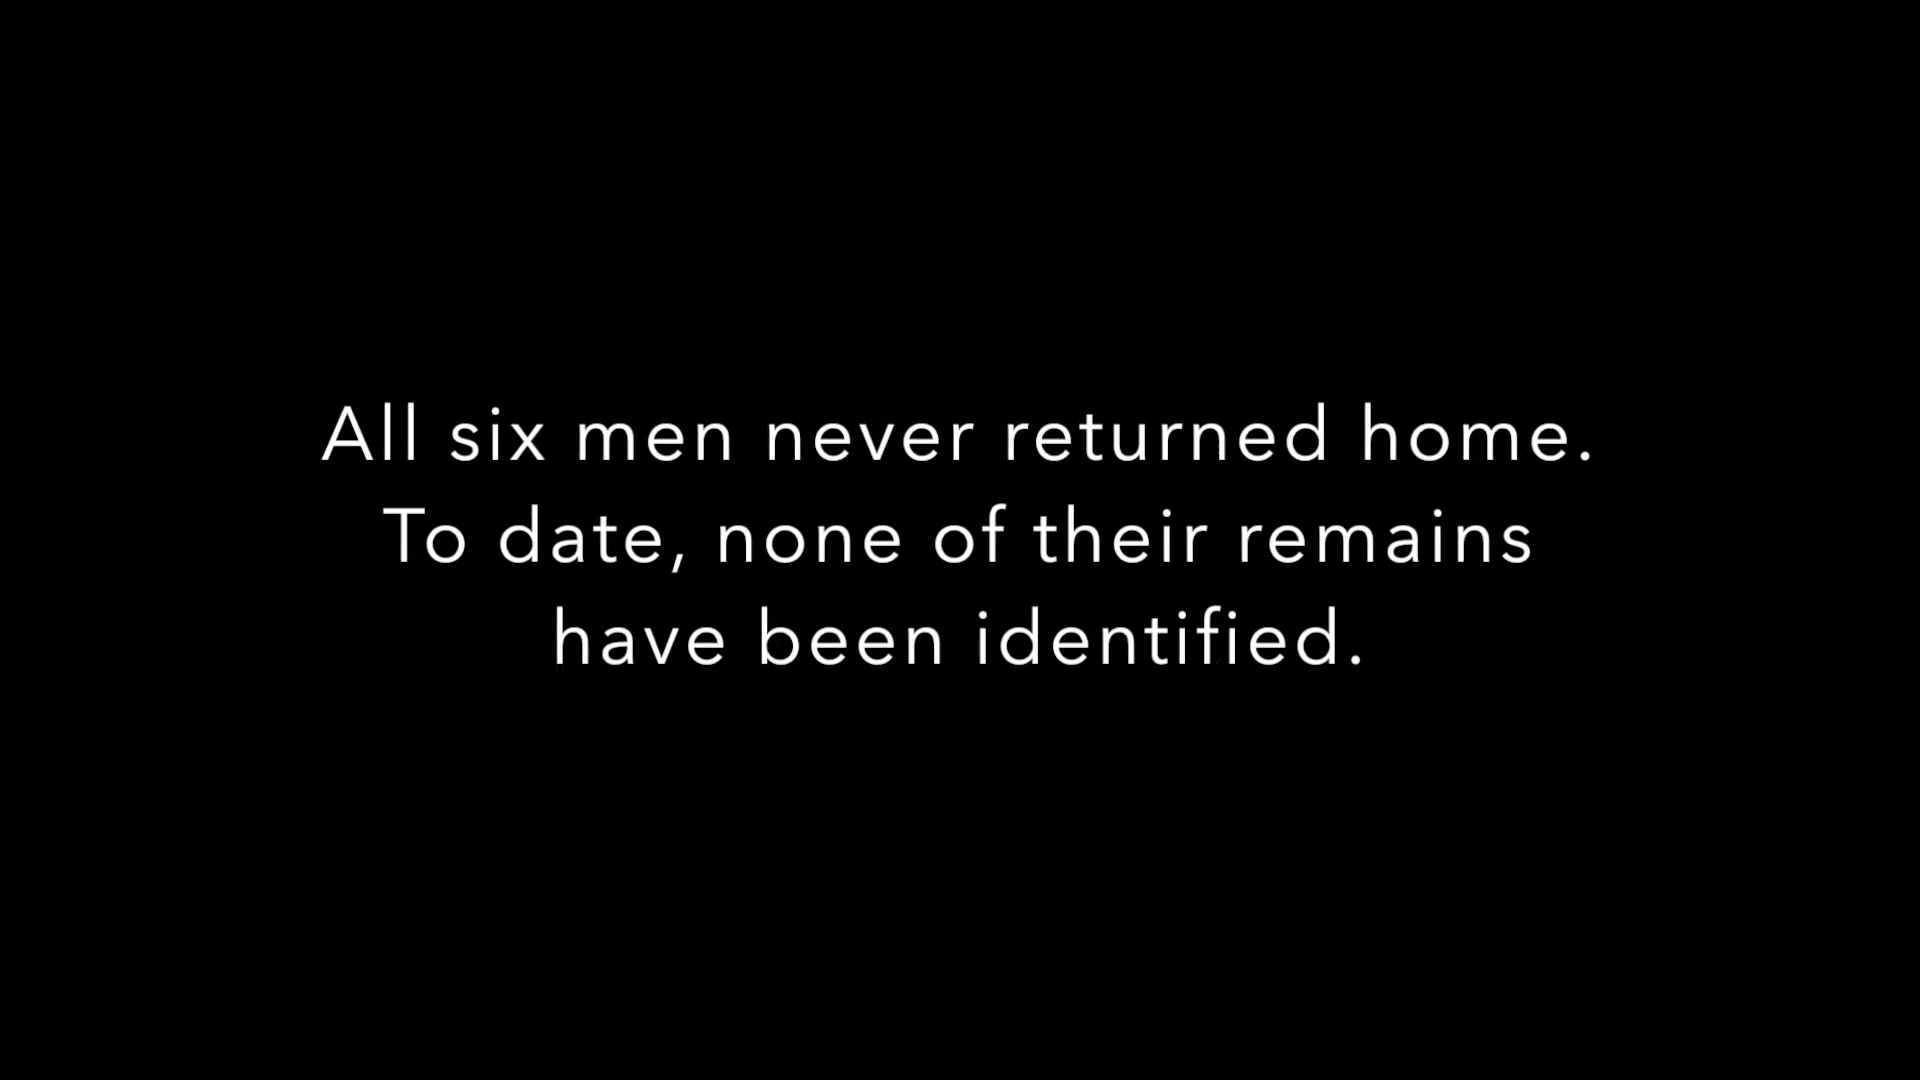 All six men never returned home.
To date, none of their remains
have been identified.